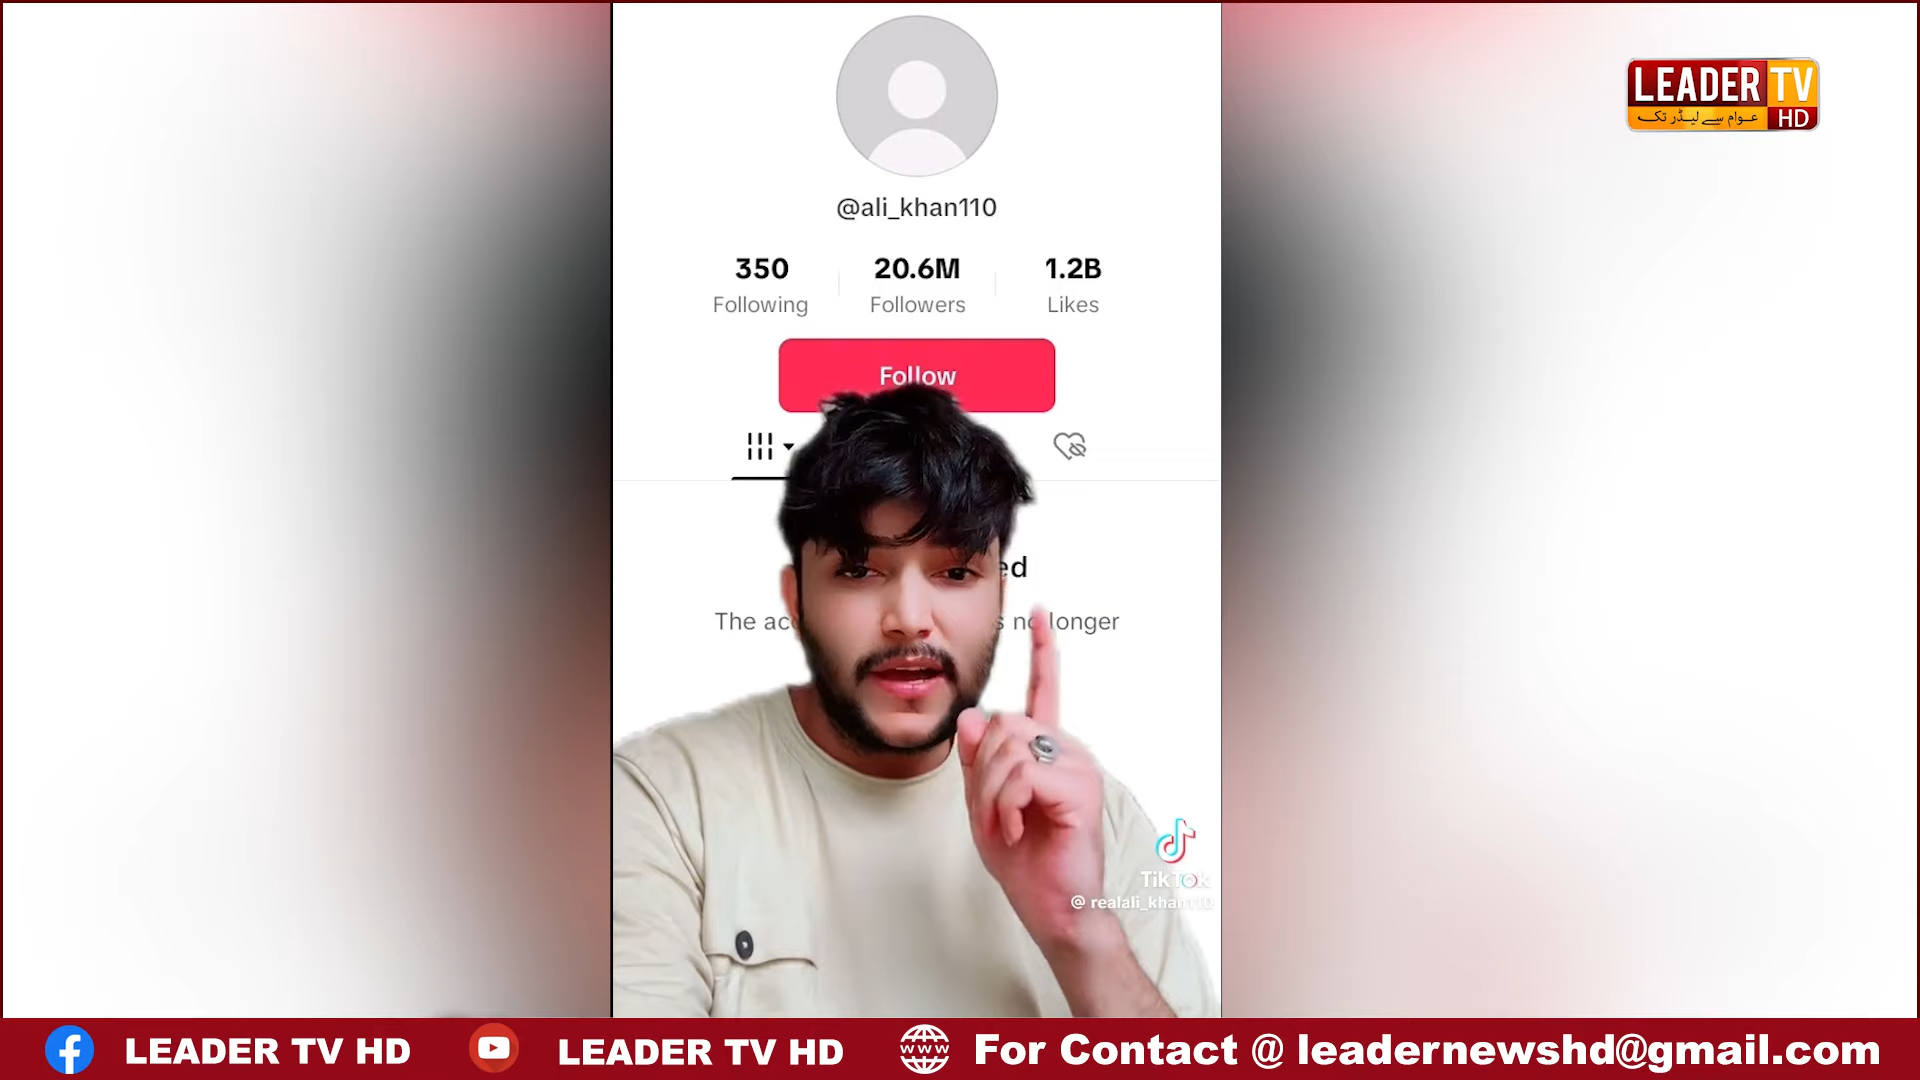 LEADER TV
عوام سے لیڈر تک HD
@ali_khan110
350 20.6M 1.2B
Following Followers Likes
Follow
The longer
TikTok
@ realali_khan110
LEADER TV HD LEADER TV HD WWW For Contact @ leadernewshd@gmail.com